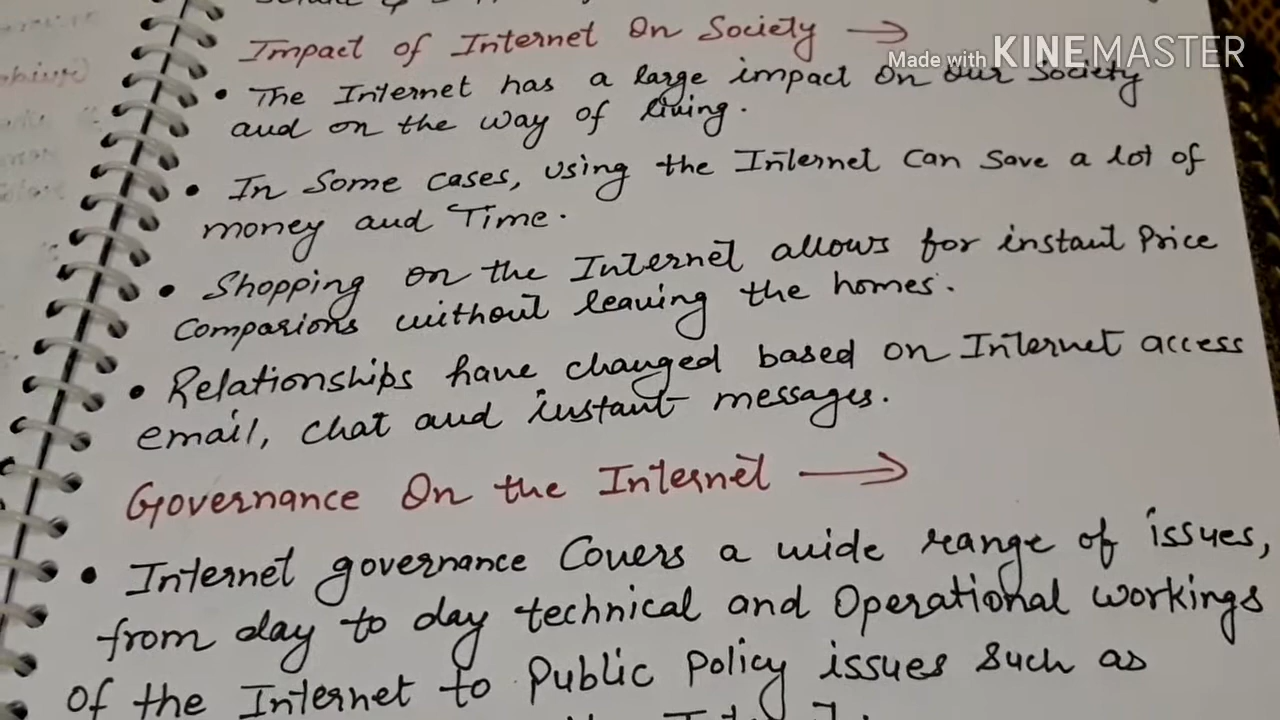 Impact of Internet On Society →
Made with KINEMASTER
• The Internet has a large impact on our society
and on the way of living.
• In Some cases, using the Internet can save a lot of
money and Time.
• Shopping on the Internet allows for instant Price
Comparions without leaving the homes.
• Relationships have changed based on Internet access
email, chat and instant messages.
Governance On the Internet →
• Internet governance Covers a wide range of issues,
from day to day technical and Operational workings
of the Internet to Public Policy issues such as